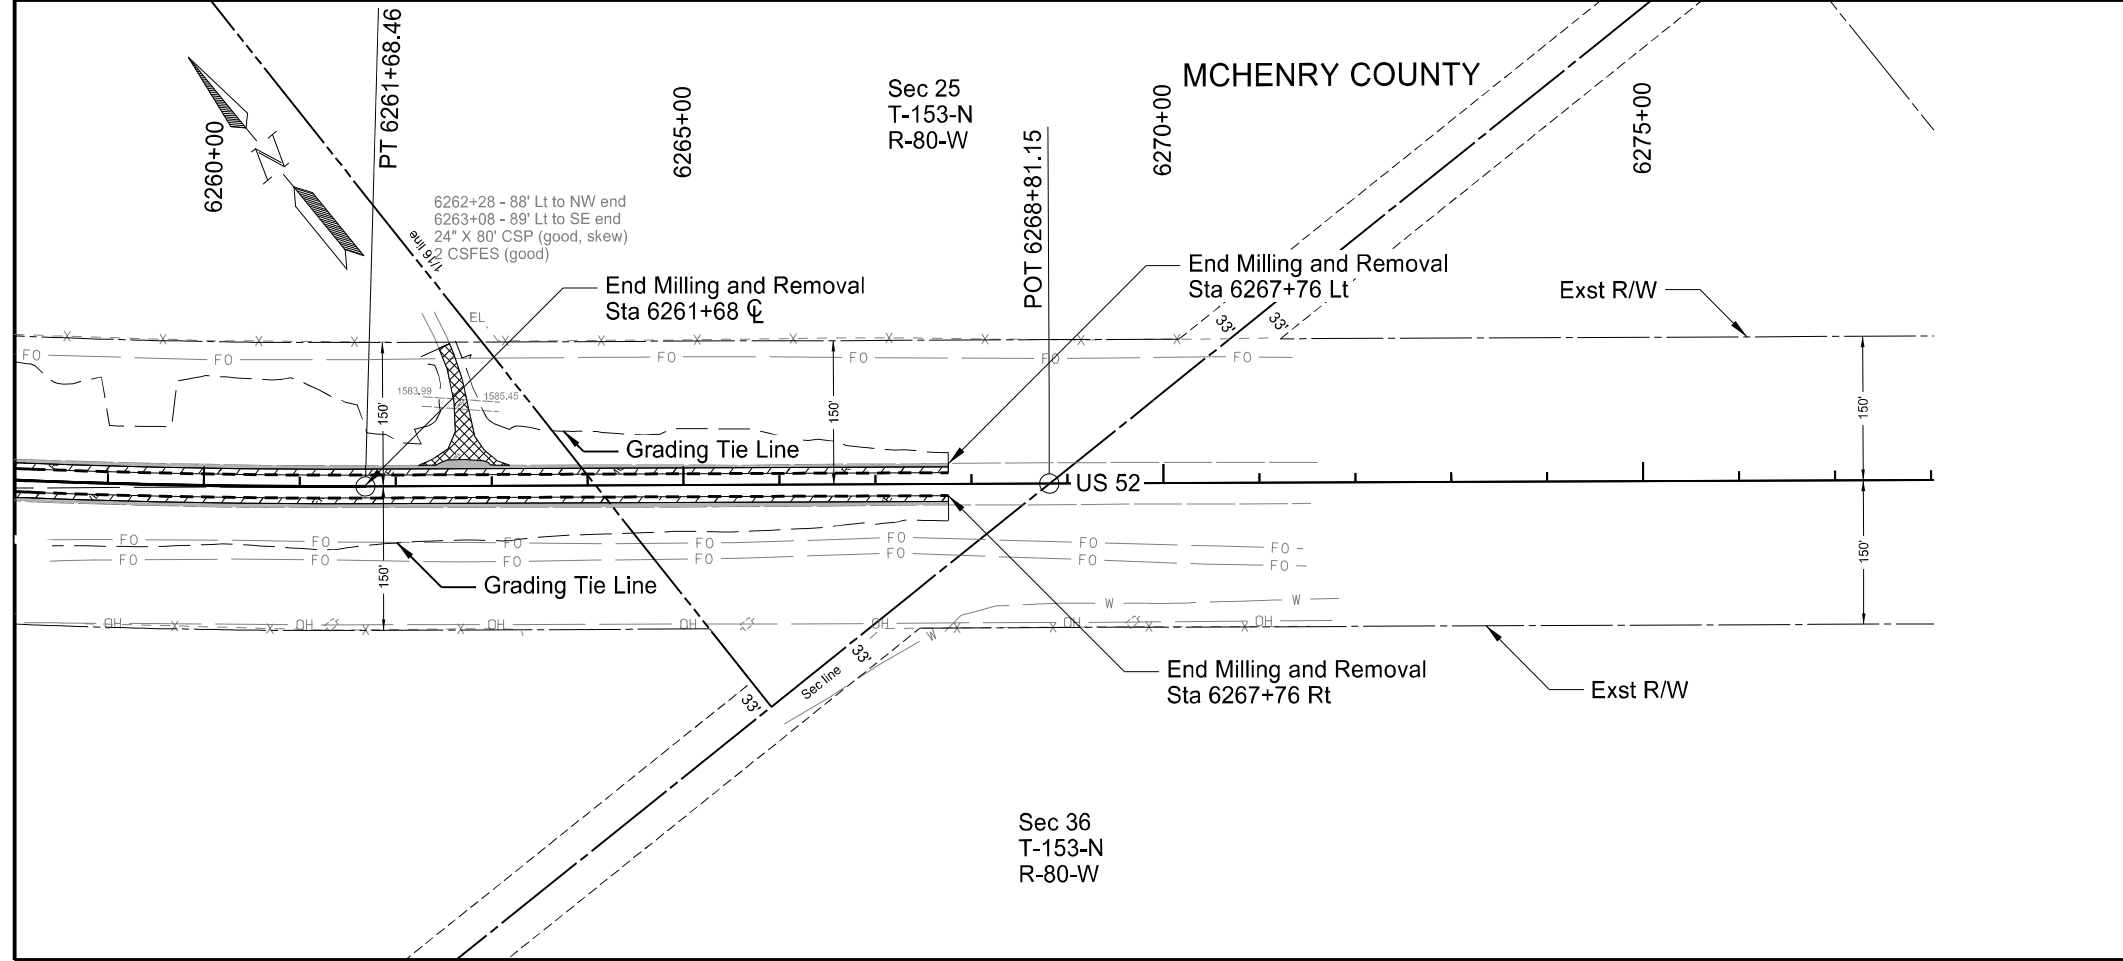 MCHENRY COUNTY
Sec 25
T-153-N
R-80-W
6260+00
PT 6261+68.46
6265+00
POT 6268+81.15
6270+00
6275+00
N
6262+28 - 88' Lt to NW end
6263+08 - 89' Lt to SE end
24" X 80' CSP (good, skew)
2 CSFES (good)
1/16 line
End Milling and Removal
Sta 6261+68 ℄
End Milling and Removal
Sta 6267+76 Lt
Exst R/W
33'
33'
EL
X
X
X
X
X
X
X
X
X
X
X
FO
FO
FO
FO
FO
FO
1583.99
1585.45
150'
150'
150'
Grading Tie Line
US 52
FO
FO
FO
FO
FO
FO
FO
FO
FO
FO
FO
FO
FO
FO
150'
150'
Grading Tie Line
W
W
OH
X
X
OH
X
X
OH
OH
OH
W
X
X
OH
X
X
OH
33'
Sec line
33'
End Milling and Removal
Sta 6267+76 Rt
Exst R/W
Sec 36
T-153-N
R-80-W